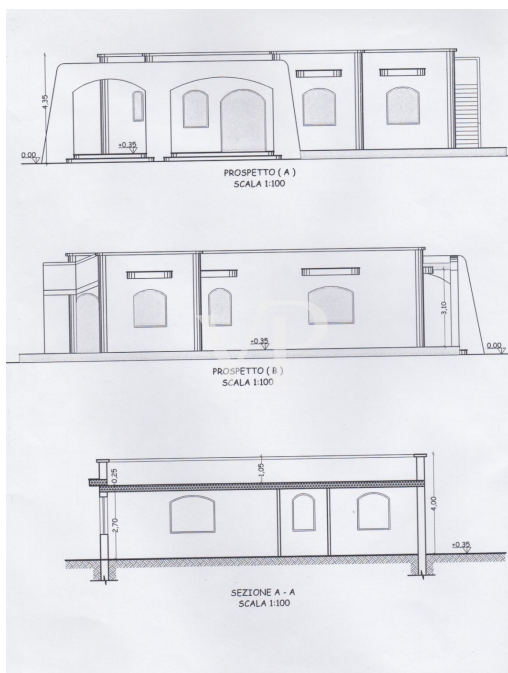 4,35
0.00
+0.35
PROSPETTO ( A )
SCALA 1:100
3,10
+0.35
0.00
PROSPETTO ( B )
SCALA 1:100
VP
0,25
1,05
2,70
4,00
+0.35
SEZIONE A - A
SCALA 1:100